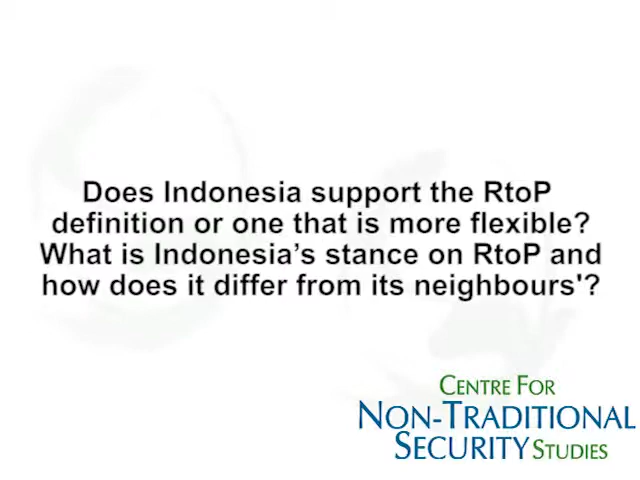 Does Indonesia support the RtoP
definition or one that is more flexible?
What is Indonesia's stance on RtoP and
how does it differ from its neighbours'?
CENTRE FOR
NON-TRADITIONAL
SECURITY STUDIES